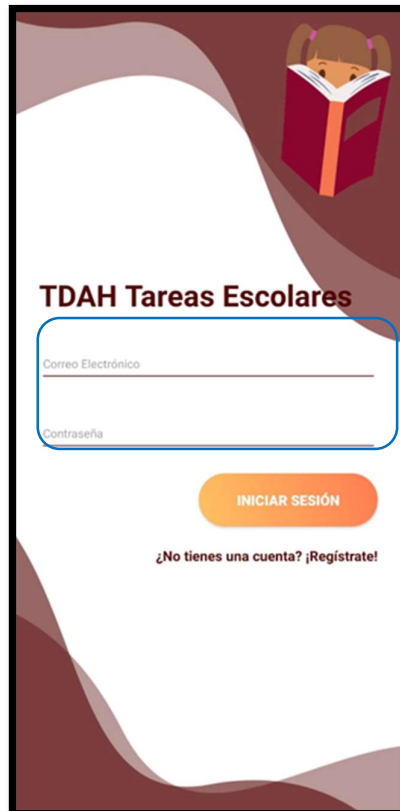 TDAH Tareas Escolares
Correo Electrónico
Contraseña
INICIAR SESIÓN
¿No tienes una cuenta? ¡Regístrate!